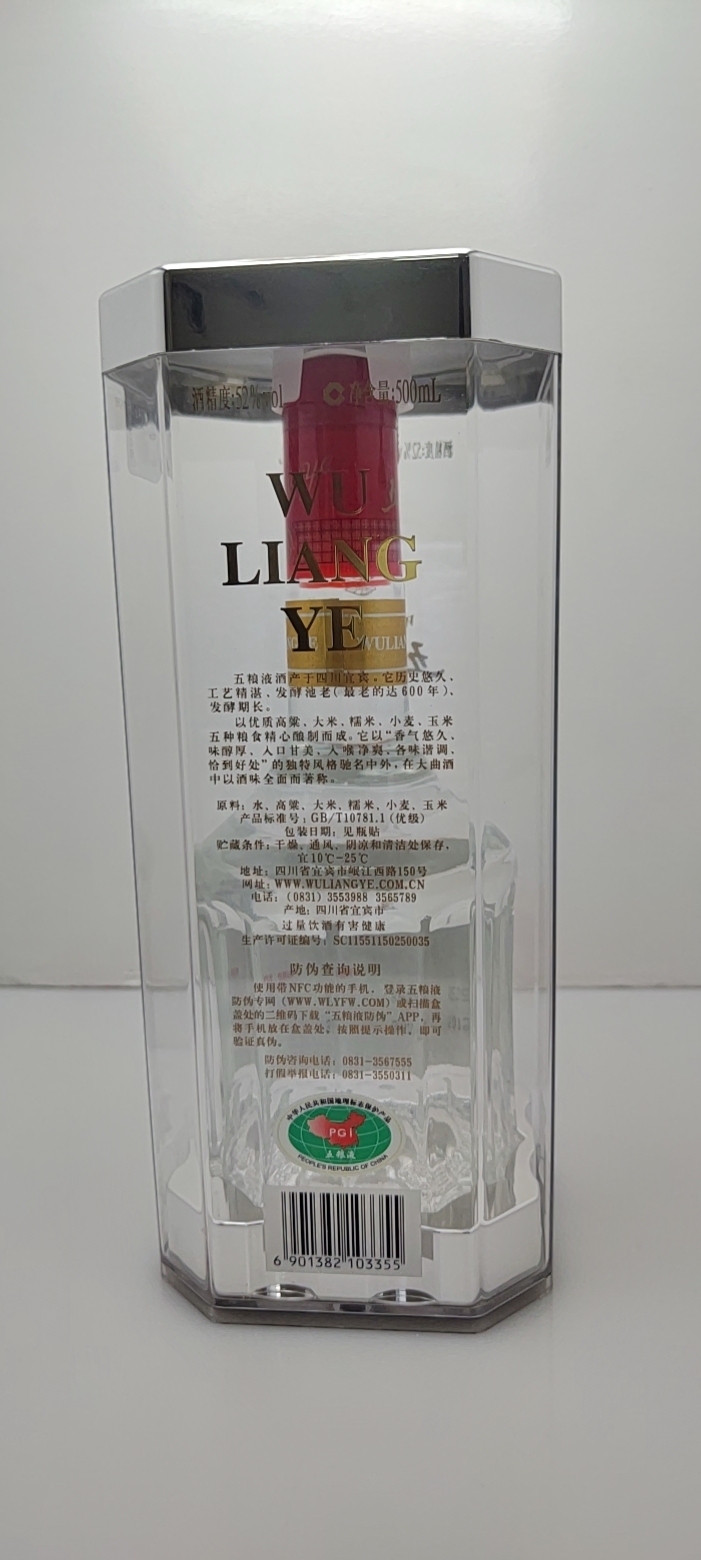 酒精度:52%vol 净含量:500mL
WU
LIANG
YE
WULIA
五粮液酒产于四川宜宾。它历史悠久、
工艺精湛、发酵池老(最老的达600年)、
发酵期长。
以优质高粱、大米、糯米、小麦、玉米
五种粮食精心酿制而成。它以“香气悠久、
味醇厚、入口甘美、入喉净爽、各味谐调、
恰到好处”的独特风格驰名中外,在大曲酒
中以酒味全面而著称。
原料:水、高粱、大米、糯米、小麦、玉米
产品标准号:GB/T10781.1(优级)
包装日期:见瓶贴
贮藏条件:干燥、通风、阴凉和清洁处保存,
宜10℃-25℃
地址:四川省宜宾市岷江西路150号
网址:WWW.WULIANGYE.COM.CN
电话:(0831) 3553988 3565789
产地:四川省宜宾市
过量饮酒有害健康
生产许可证编号:SC11551150250035
防伪查询说明
使用带NFC功能的手机,登录五粮液
防伪专网(WWW.WLYFW.COM)或扫描盒
盖处的二维码下载“五粮液防伪”APP,再
将手机放在盒盖处,按照提示操作,即可
验证真伪。
防伪咨询电话:0831-3567555
打假举报电话:0831-3550311
中华人民共和国地理标志保护产品
PGI
五粮液
PEOPLE'S REPUBLIC OF CHINA
6 901382 103355